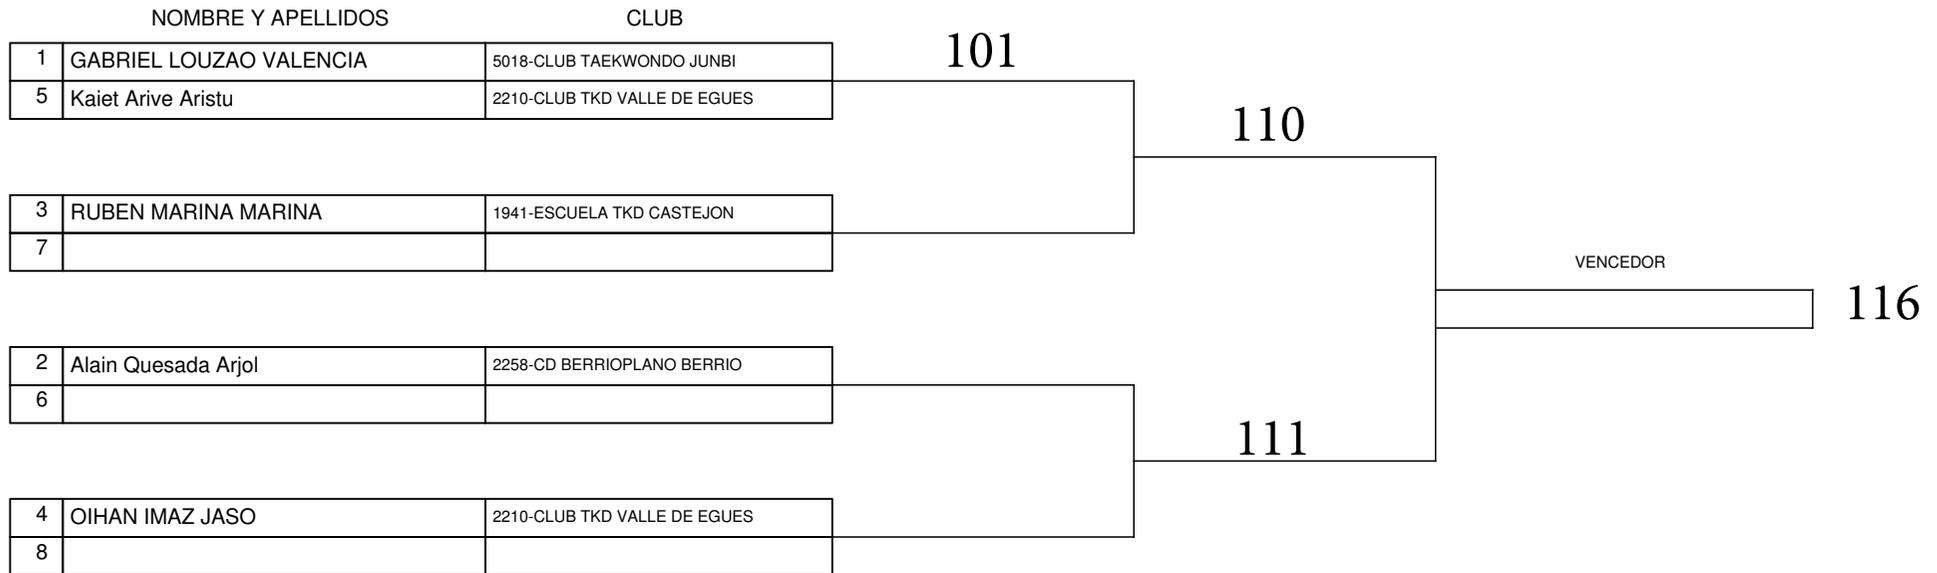 NOMBRE Y APELLIDOS CLUB
1 GABRIEL LOUZAO VALENCIA 5018-CLUB TAEKWONDO JUNBI 101
5 Kaiet Arive Aristu 2210-CLUB TKD VALLE DE EGUES
110
3 RUBEN MARINA MARINA 1941-ESCUELA TKD CASTEJON
7
VENCEDOR
116
2 Alain Quesada Arjol 2258-CD BERRIOPLANO BERRIO
6
111
4 OIHAN IMAZ JASO 2210-CLUB TKD VALLE DE EGUES
8